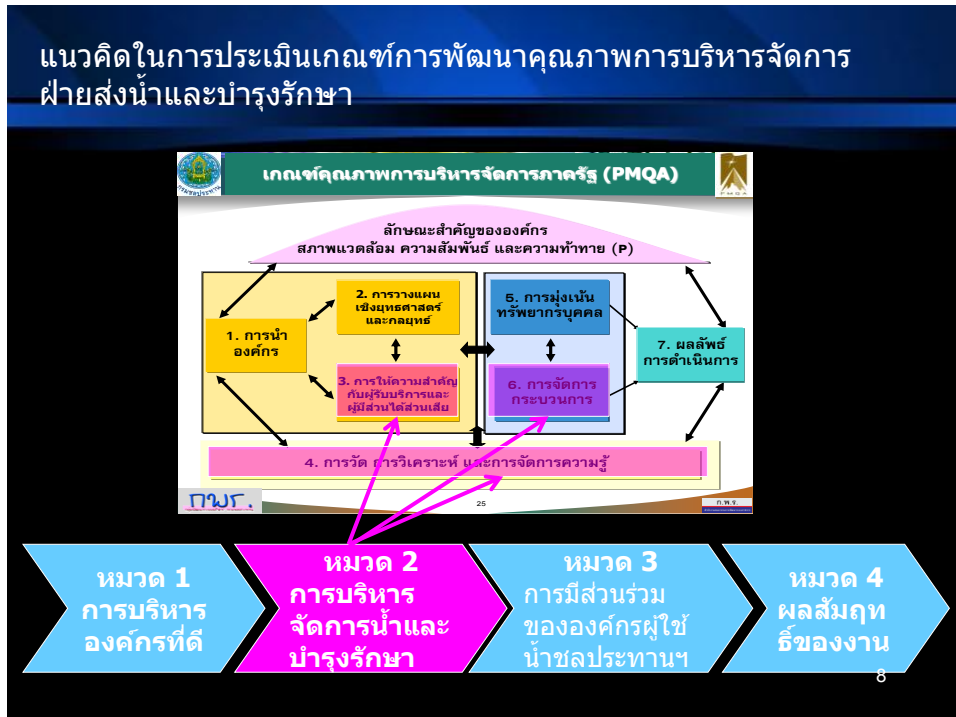 แนวคิดในการประเมินเกณฑ์การพัฒนาคุณภาพการบริหารจัดการ
ฝ่ายส่งน้ำและบำรุงรักษา
กรมชลประทาน
เกณฑ์คุณภาพการบริหารจัดการภาครัฐ (PMQA)
PMQA
ลักษณะสำคัญขององค์กร
สภาพแวดล้อม ความสัมพันธ์ และความท้าทาย (P)
1. การนำ
องค์กร
2. การวางแผน
เชิงยุทธศาสตร์
และกลยุทธ์
3. การให้ความสำคัญ
กับผู้รับบริการและ
ผู้มีส่วนได้ส่วนเสีย
5. การมุ่งเน้น
ทรัพยากรบุคคล
6. การจัดการ
กระบวนการ
7. ผลลัพธ์
การดำเนินการ
4. การวัด การวิเคราะห์ และการจัดการความรู้
กพร.
25
ก.พ.ร.
หมวด 1
การบริหาร
องค์กรที่ดี
หมวด 2
การบริหาร
จัดการน้ำและ
บำรุงรักษา
หมวด 3
การมีส่วนร่วม
ขององค์กรผู้ใช้
น้ำชลประทานฯ
หมวด 4
ผลสัมฤท
ธิ์ของงาน
8